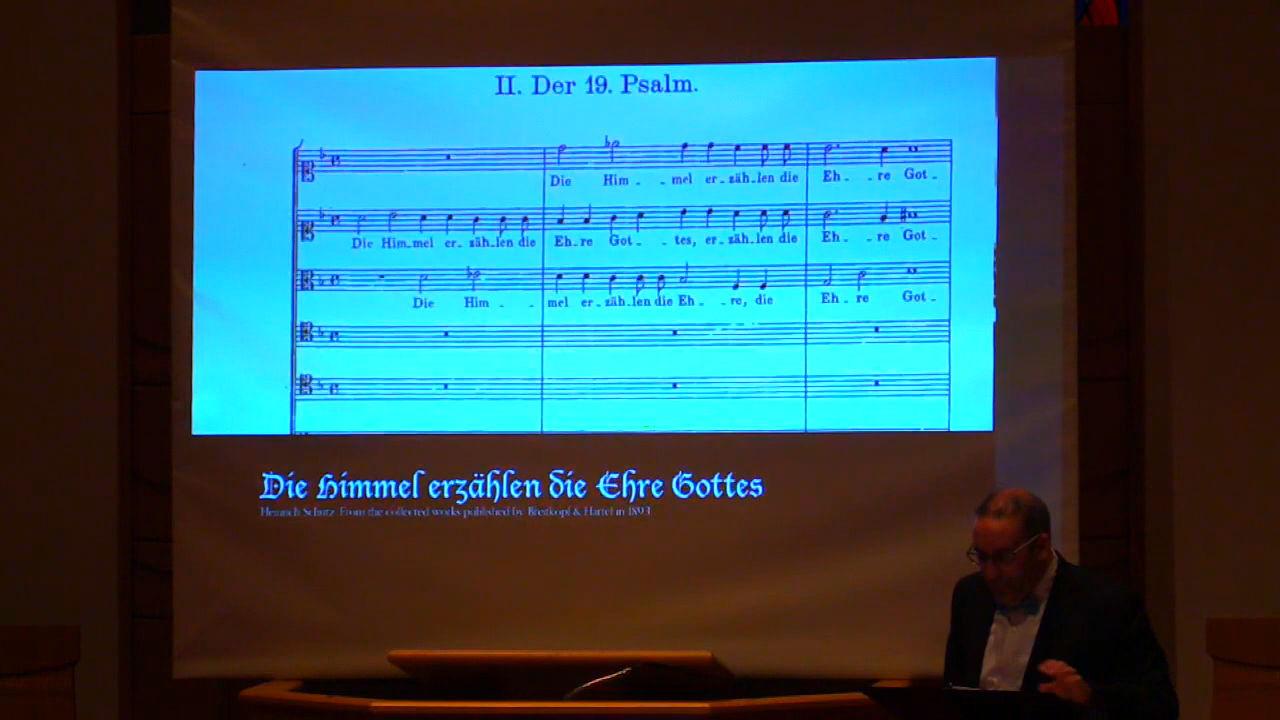 II. Der 19. Psalm.
Die Him - - mel er-zäh-len die Eh - - re Got -
Die Him-mel er-zäh-len die Eh-re Got - - tes, er-zäh-len die Eh - - re Got -
Die Him - - mel er-zäh-len die Eh - - re, die Eh - re Got -
Die Himmel erzählen die Ehre Gottes
Heinrich Schutz. From the collected works published by Breitkopf & Hartel in 1893